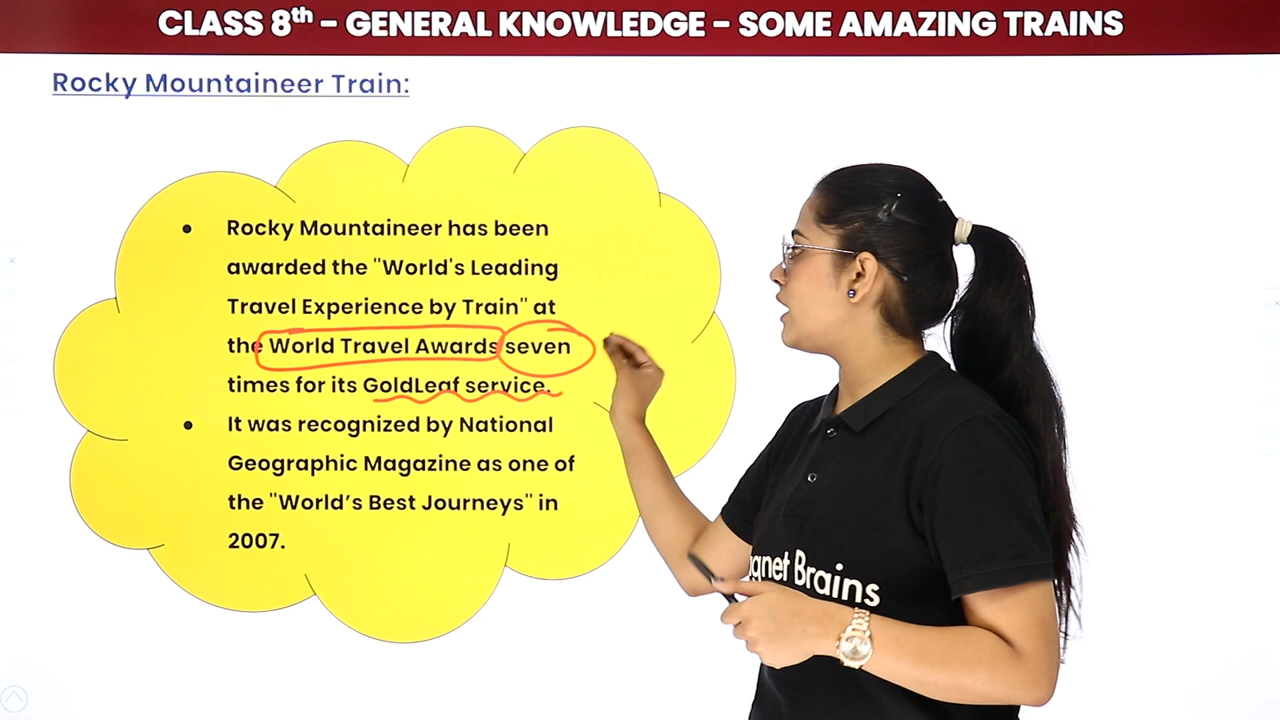 CLASS 8th – GENERAL KNOWLEDGE – SOME AMAZING TRAINS
Rocky Mountaineer Train:
• Rocky Mountaineer has been
awarded the "World's Leading
Travel Experience by Train" at
the World Travel Awards seven
times for its GoldLeaf service.
• It was recognized by National
Geographic Magazine as one of
the "World’s Best Journeys" in
2007.
gnet Brains